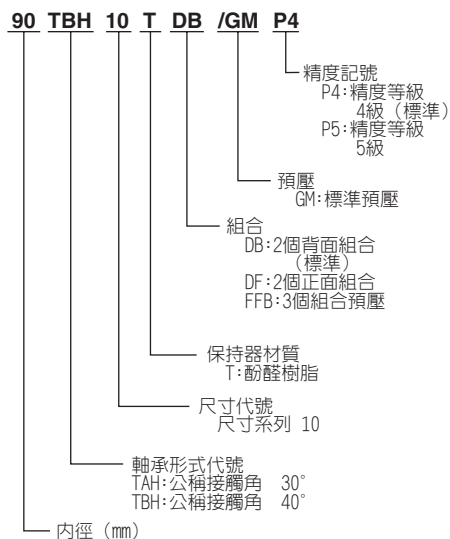 90 TBH 10 T DB /GM P4
精度記號
P4:精度等級
4級（標準）
P5:精度等級
5級
預壓
GM:標準預壓
組合
DB:2個背面組合
（標準）
DF:2個正面組合
FFB:3個組合預壓
保持器材質
T:酚醛樹脂
尺寸代號
尺寸系列 10
軸承形式代號
TAH:公稱接觸角 30°
TBH:公稱接觸角 40°
内徑（mm）